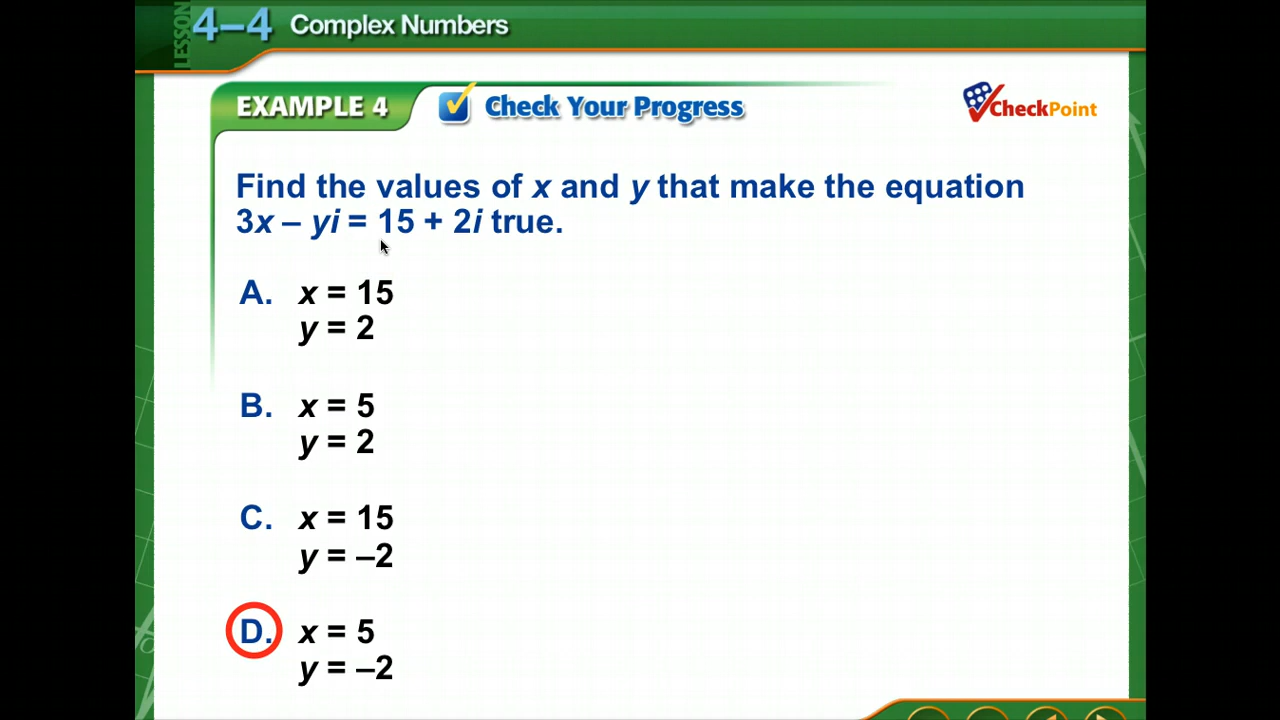 LESSON
4–4 Complex Numbers
EXAMPLE 4 Check Your Progress CheckPoint
Find the values of x and y that make the equation
3x – yi = 15 + 2i true.
A. x = 15
y = 2
B. x = 5
y = 2
C. x = 15
y = –2
D. x = 5
y = –2